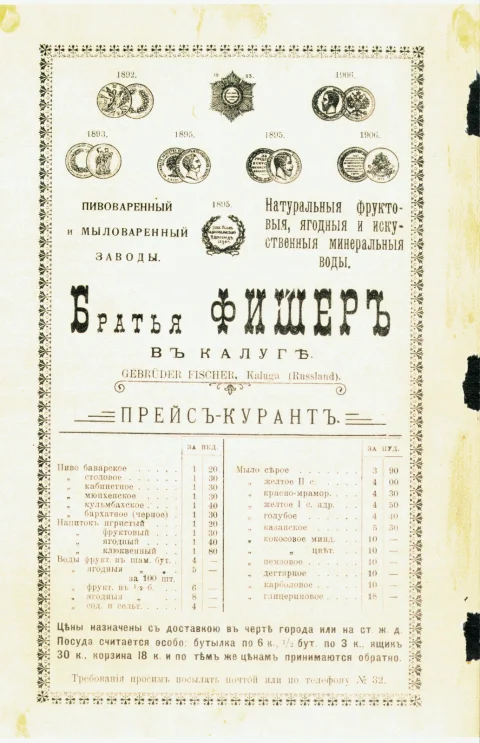 1892.
1906.
1893. 1895. 1895. 1906.
1895.
ПИВОВАРЕННЫЙ
и МЫЛОВАРЕННЫЙ
ЗАВОДЫ.
Натуральныя фрукто-
выя, ягодныя и иску-
ственныя минеральныя
воды.
Братья ФИШЕРЪ
ВЪ КАЛУГѢ.
GEBRÜDER FISCHER, Kaluga (Russland).
ПРЕЙСЪ-КУРАНТЪ.
ЗА ВЕД.
Пиво баварское . . . . . 1 20
„ столовое . . . . . 1 30
„ кабинетное . . . . 1 30
„ мюнхенское . . . . 1 30
„ кульмбахское . . . . 1 40
„ бархатное (черное) . 1 30
Напитокъ игристый . . . 1 20
„ фруктовый . . 1 30
„ ягодный . . . 1 40
„ клюквенный . 1 80
Воды фрукт. въ шам. бут. 4 —
„ ягодныя „ „ 5 —
за 100 шт.
„ фрукт. въ ½ б. . . 6 —
„ ягодныя . . . . 8 —
„ сод. и сельт. . . . 4 —
ЗА ПУД.
Мыло сѣрое . . . . . . 3 90
„ желтое II с. . . . . 4 00
„ красно-мрамор. . . . 4 30
„ желтое I с. ядр. . . 4 50
„ голубое . . . . . 4 40
„ казанское . . . . . 5 30
„ кокосовое минд. . . 10 —
„ „ цвѣт. . . 10 —
„ пемзовое . . . . . 10 —
„ дегтярное . . . . . 10 —
„ карболовое . . . . 10 —
„ глицериновое . . . . 18 —
Цѣны назначены съ доставкою въ чертѣ города или на ст. ж. д.
Посуда считается особо: бутылка по 6 к., ½ бут. по 3 к., ящикъ
30 к., корзина 18 к. и по тѣмъ же цѣнамъ принимаются обратно.
Требованія просимъ посылать почтой или по телефону № 32.